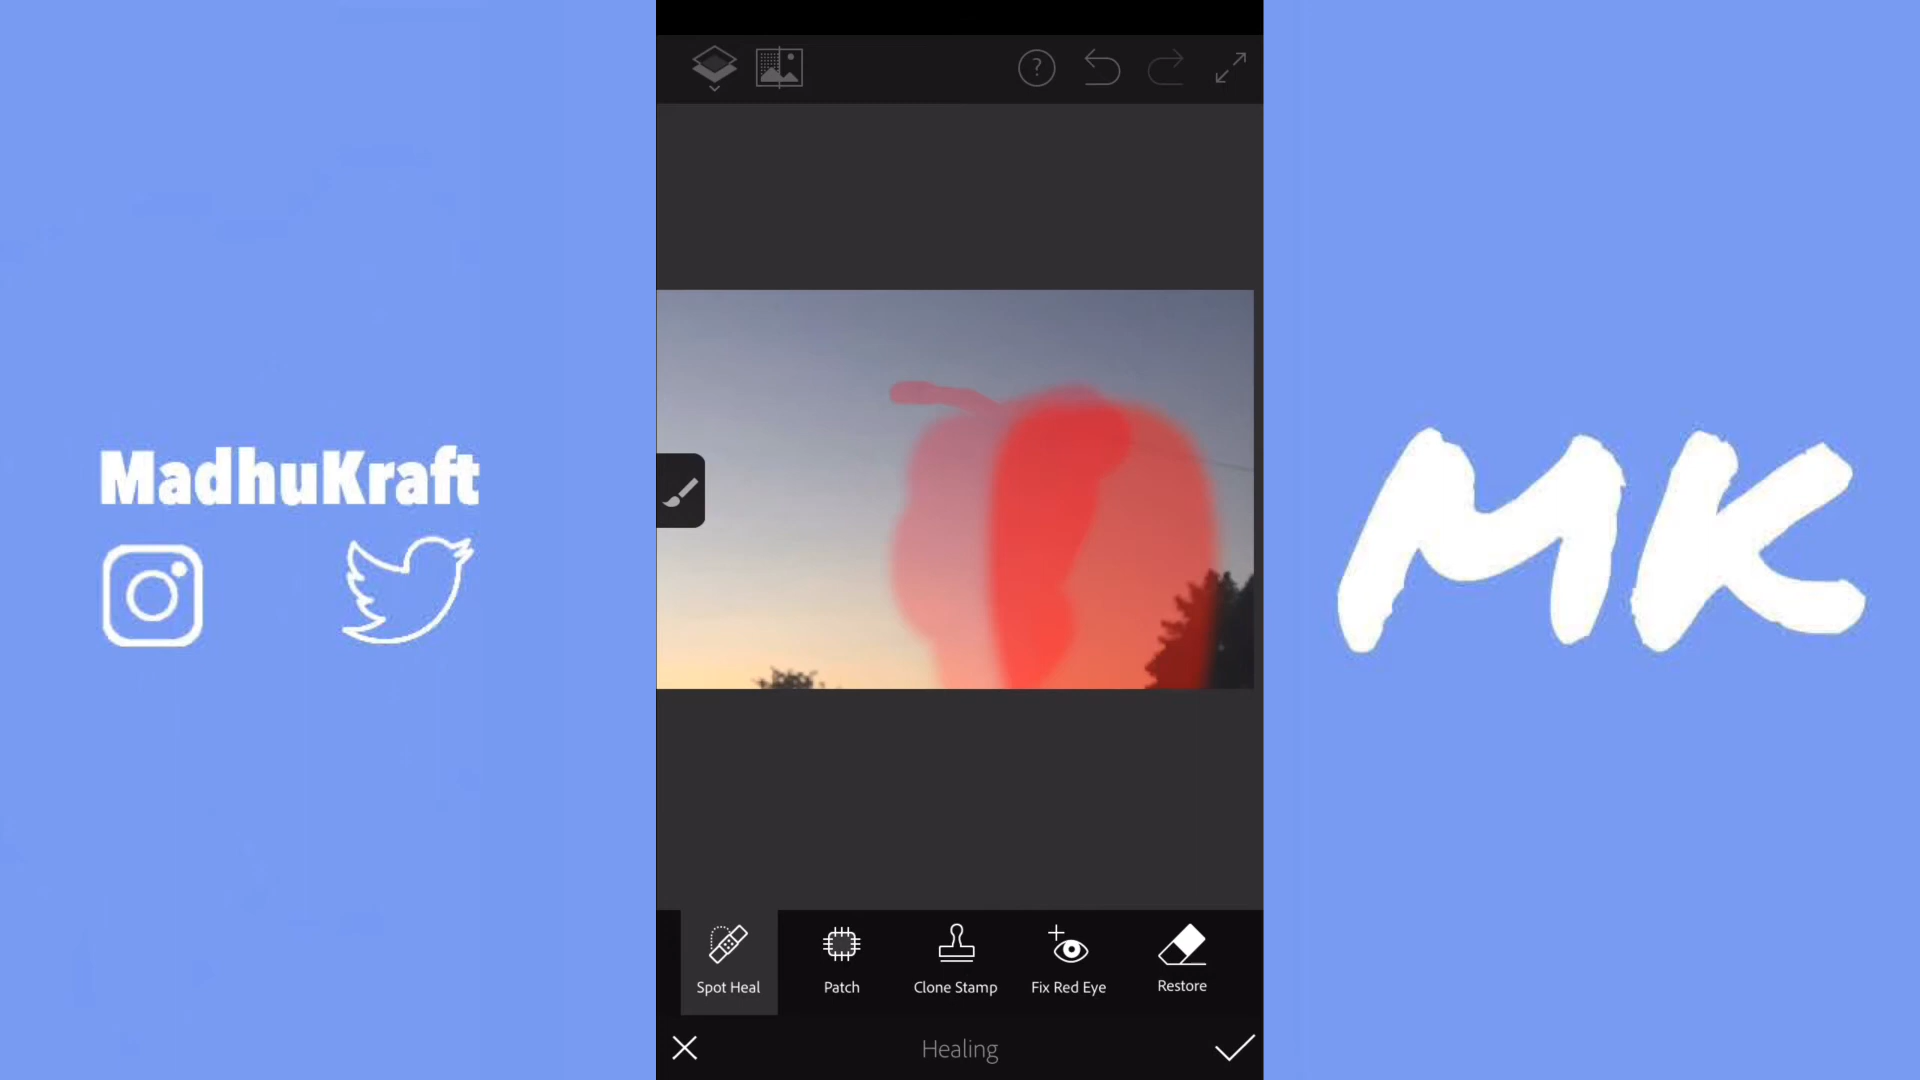 MadhuKraft
MK
?
Spot Heal
Patch
Clone Stamp
Fix Red Eye
Restore
Healing